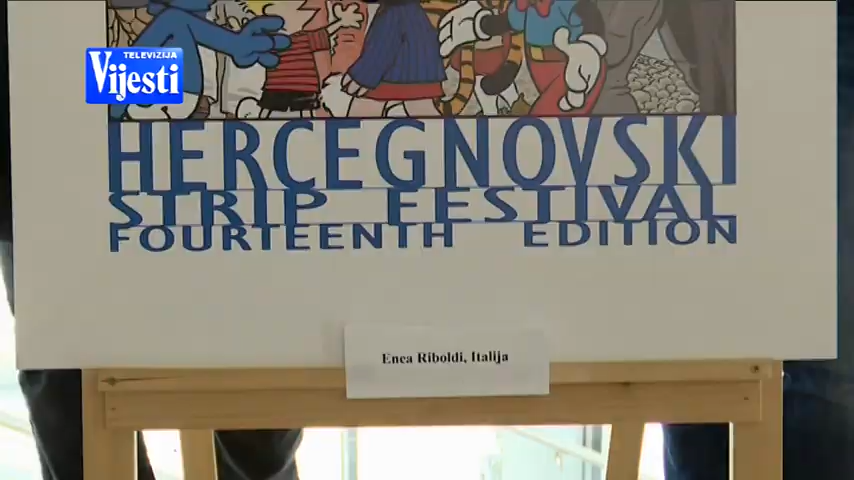 TELEVIZIJA
Vijesti
HERCEGNOVSKI
STRIP FESTIVAL
FOURTEENTH EDITION
Enea Riboldi, Italija